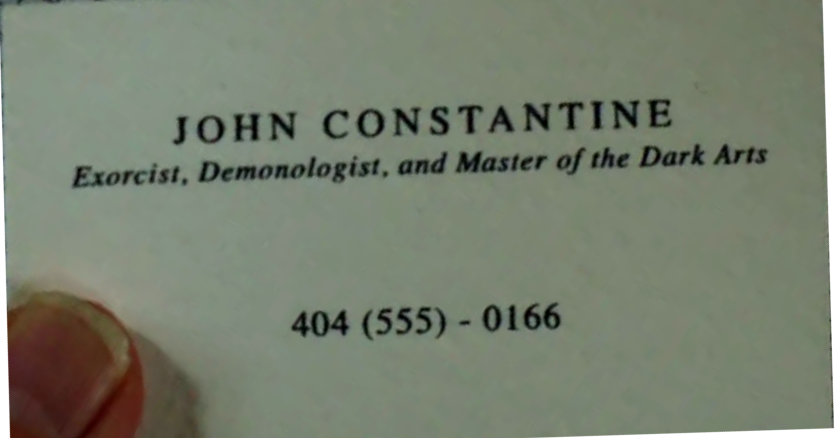 JOHN CONSTANTINE
Exorcist, Demonologist, and Master of the Dark Arts
404 (555) - 0166